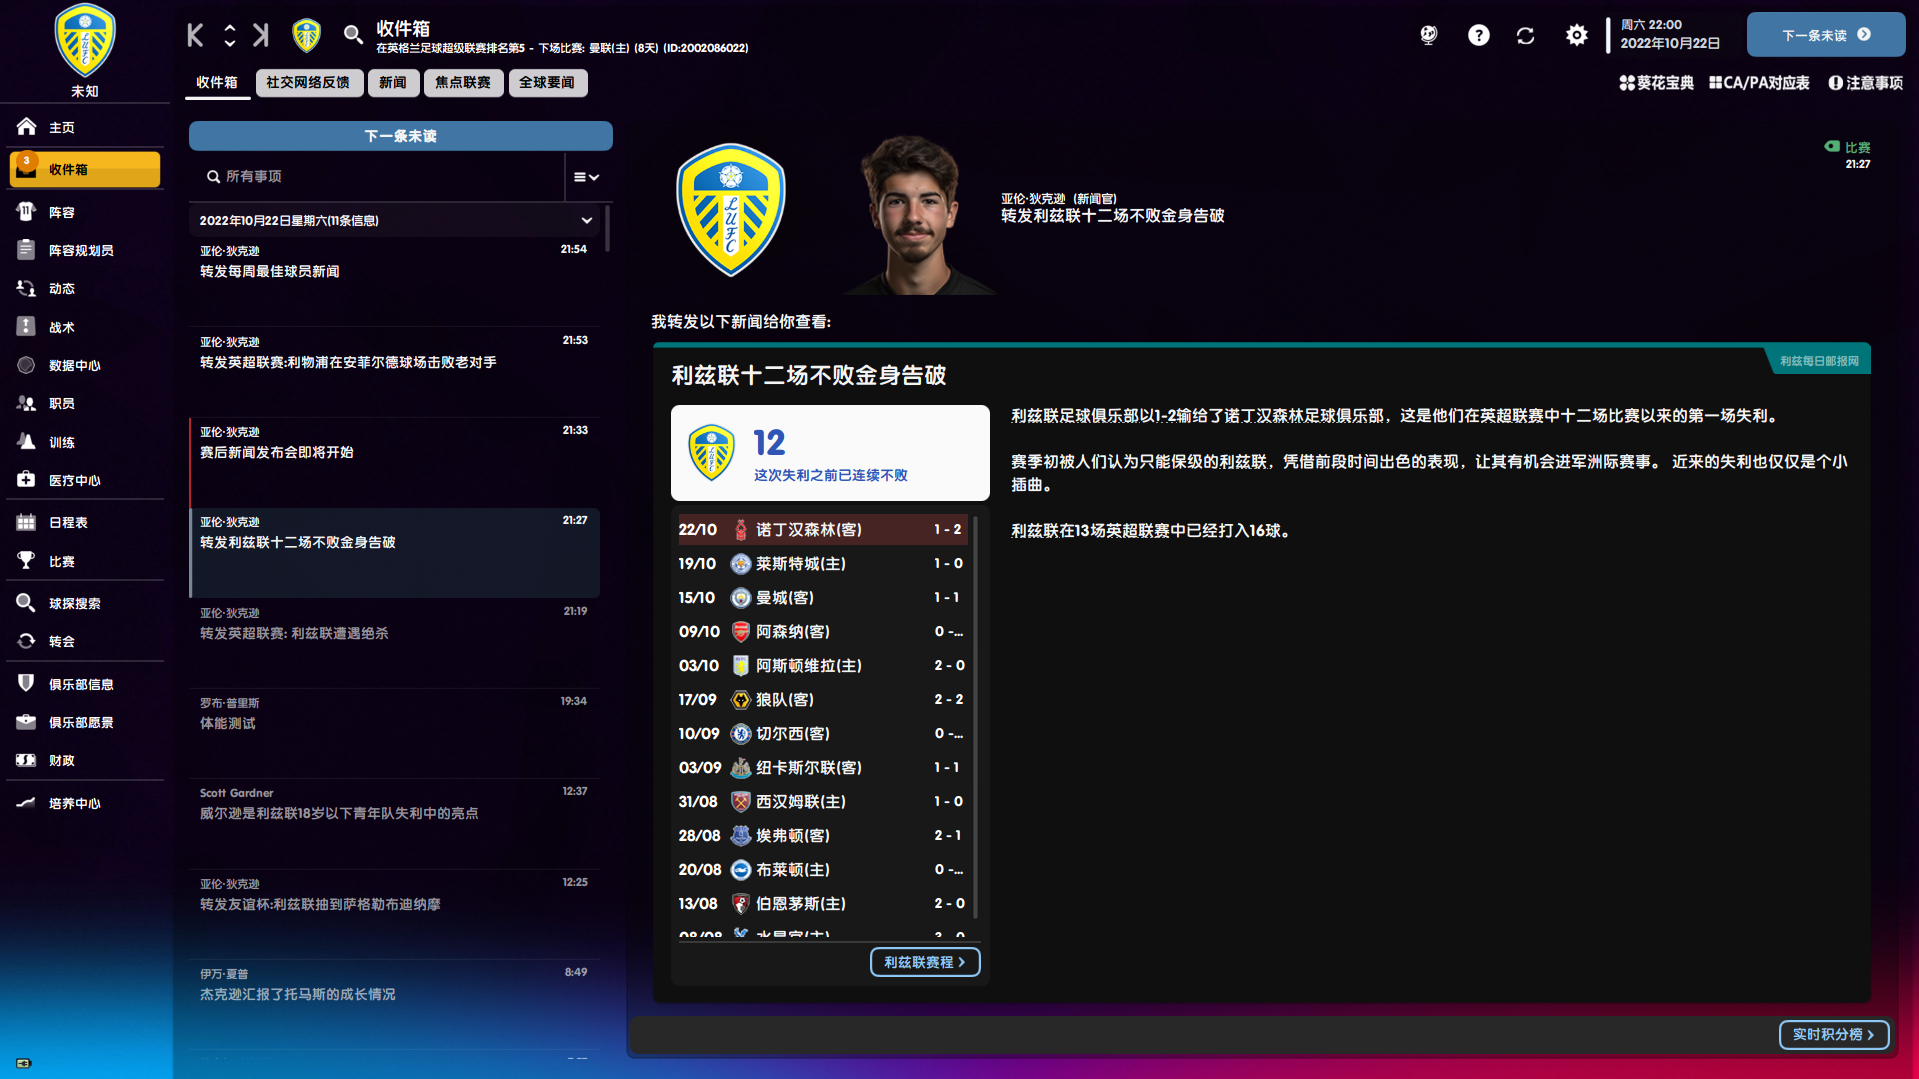 未知
主页
3
收件箱
阵容
阵容规划员
动态
战术
数据中心
职员
训练
医疗中心
日程表
比赛
球探搜索
转会
俱乐部信息
俱乐部愿景
财政
培养中心
收件箱
在英格兰足球超级联赛排名第5 - 下场比赛: 曼联(主) (8天) (ID:2002086022)
周六 22:00
2022年10月22日
下一条未读
收件箱
社交网络反馈
新闻
焦点联赛
全球要闻
葵花宝典
CA/PA对应表
注意事项
下一条未读
所有事项
2022年10月22日星期六(11条信息)
亚伦·狄克逊 21:54
转发每周最佳球员新闻
亚伦·狄克逊 21:53
转发英超联赛:利物浦在安菲尔德球场击败老对手
亚伦·狄克逊 21:33
赛后新闻发布会即将开始
亚伦·狄克逊 21:27
转发利兹联十二场不败金身告破
亚伦·狄克逊 21:19
转发英超联赛: 利兹联遭遇绝杀
罗布·普里斯 19:34
体能测试
Scott Gardner 12:37
威尔逊是利兹联18岁以下青年队失利中的亮点
亚伦·狄克逊 12:25
转发友谊杯:利兹联抽到萨格勒布迪纳摩
伊万·夏普 8:49
杰克逊汇报了托马斯的成长情况
比赛
21:27
亚伦·狄克逊 (新闻官)
转发利兹联十二场不败金身告破
我转发以下新闻给你查看:
利兹每日邮报网
利兹联十二场不败金身告破
12
这次失利之前已连续不败
22/10 诺丁汉森林(客) 1 - 2
19/10 莱斯特城(主) 1 - 0
15/10 曼城(客) 1 - 1
09/10 阿森纳(客) 0 -...
03/10 阿斯顿维拉(主) 2 - 0
17/09 狼队(客) 2 - 2
10/09 切尔西(客) 0 -...
03/09 纽卡斯尔联(客) 1 - 1
31/08 西汉姆联(主) 1 - 0
28/08 埃弗顿(客) 2 - 1
20/08 布莱顿(主) 0 -...
13/08 伯恩茅斯(主) 2 - 0
利兹联赛程
利兹联足球俱乐部以1-2输给了诺丁汉森林足球俱乐部，这是他们在英超联赛中十二场比赛以来的第一场失利。
赛季初被人们认为只能保级的利兹联，凭借前段时间出色的表现，让其有机会进军洲际赛事。 近来的失利也仅仅是个小
插曲。
利兹联在13场英超联赛中已经打入16球。
实时积分榜